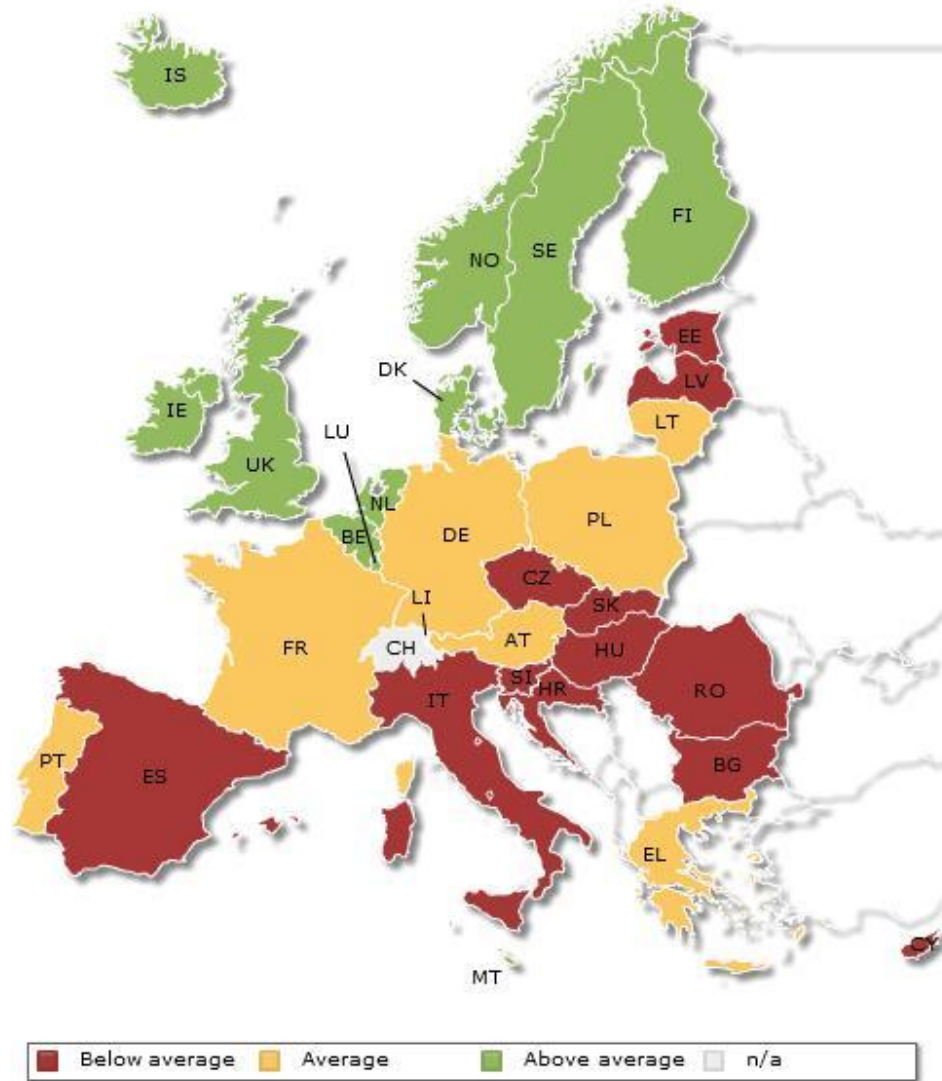 IS
FI
NO
SE
EE
DK
LV
IE
LT
LU
UK
NL
PL
BE
DE
CZ
LI
SK
AT
FR
CH
HU
SI
HR
RO
IT
PT
ES
BG
EL
CY
MT
Below average Average Above average n/a